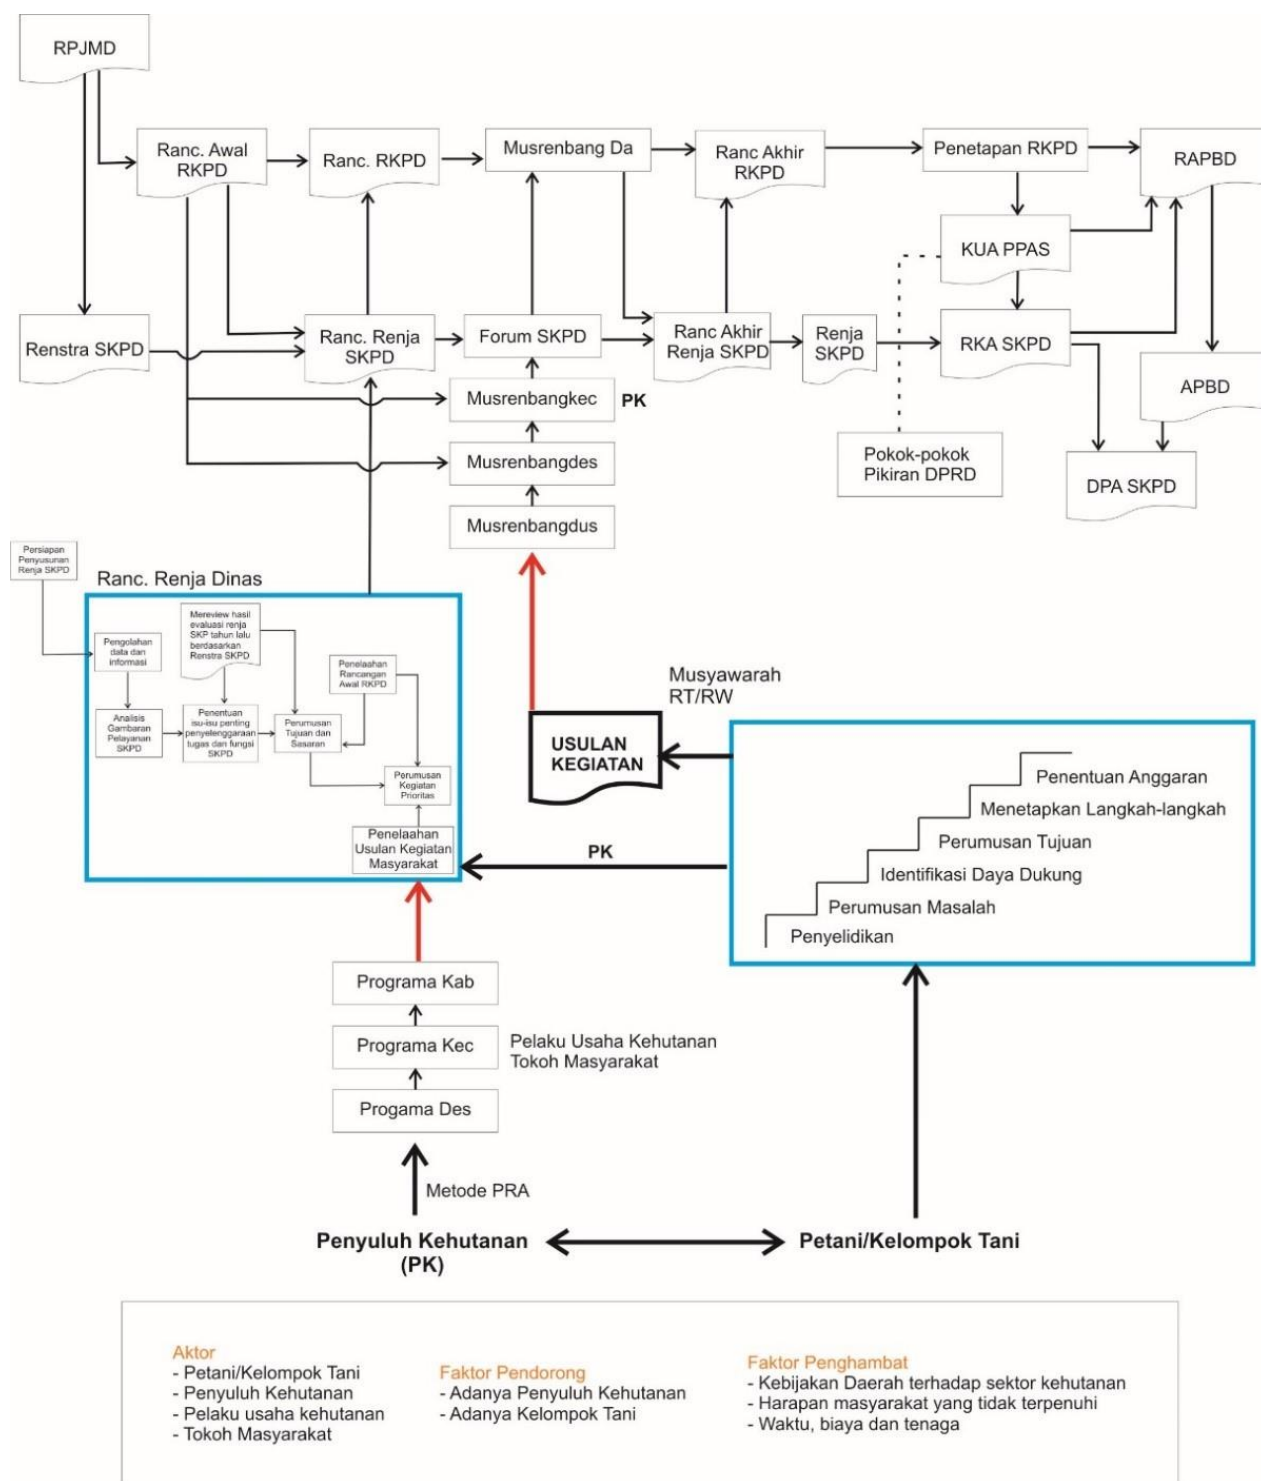 RPJMD
Ranc. Awal
RKPD
Ranc. RKPD
Musrenbang Da
Ranc Akhir
RKPD
Penetapan RKPD
RAPBD
KUA PPAS
Renstra SKPD
Ranc. Renja
SKPD
Forum SKPD
Ranc Akhir
Renja SKPD
Renja
SKPD
RKA SKPD
APBD
Musrenbangkec
PK
Musrenbangdes
Pokok-pokok
Pikiran DPRD
DPA SKPD
Musrenbangdus
Persiapan
Penyusunan
Renja SKPD
Ranc. Renja Dinas
Mereview hasil
evaluasi renja
SKP tahun lalu
berdasarkan
Renstra SKPD
Pengolahan
data dan
informasi
Penelaahan
Rancangan
Awal RKPD
Analisis
Gambaran
Pelayanan
SKPD
Penentuan
isu-isu penting
penyelenggaraan
tugas dan fungsi
SKPD
Perumusan
Tujuan dan
Sasaran
Perumusan
Kegiatan
Prioritas
Penelaahan
Usulan Kegiatan
Masyarakat
Musyawarah
RT/RW
USULAN
KEGIATAN
Penentuan Anggaran
Menetapkan Langkah-langkah
Perumusan Tujuan
Identifikasi Daya Dukung
Perumusan Masalah
Penyelidikan
PK
Programa Kab
Programa Kec
Pelaku Usaha Kehutanan
Tokoh Masyarakat
Progama Des
Metode PRA
Penyuluh Kehutanan
(PK)
Petani/Kelompok Tani
Aktor
- Petani/Kelompok Tani
- Penyuluh Kehutanan
- Pelaku usaha kehutanan
- Tokoh Masyarakat
Faktor Pendorong
- Adanya Penyuluh Kehutanan
- Adanya Kelompok Tani
Faktor Penghambat
- Kebijakan Daerah terhadap sektor kehutanan
- Harapan masyarakat yang tidak terpenuhi
- Waktu, biaya dan tenaga